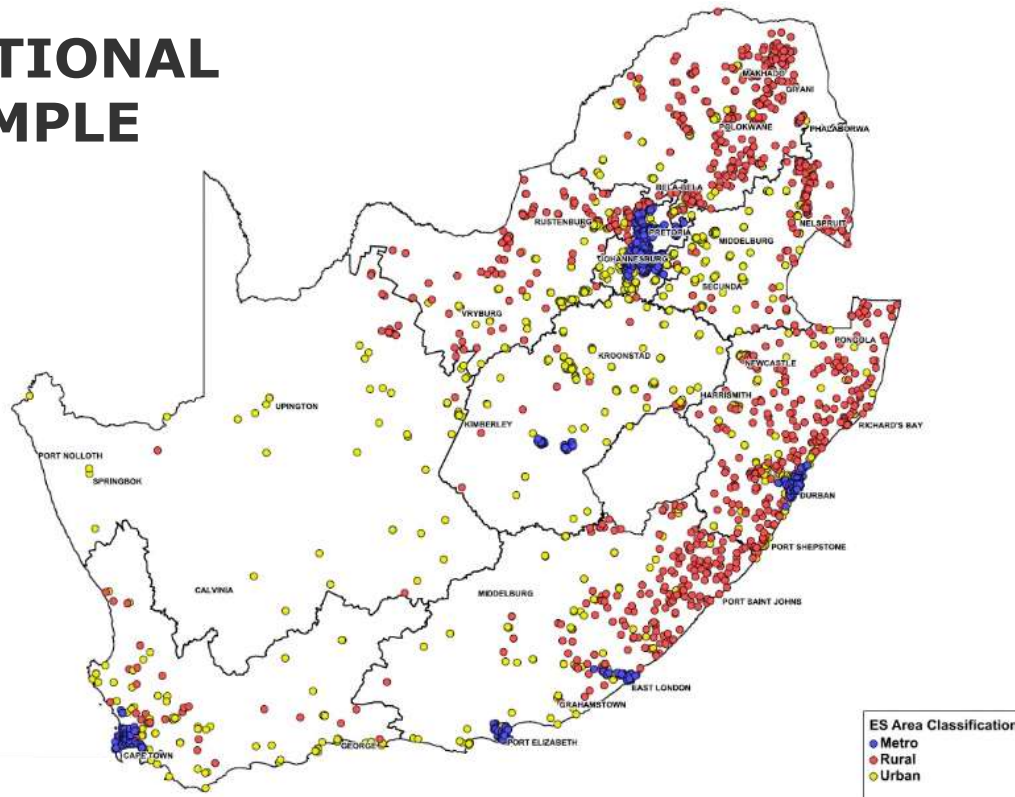 TIONAL
MPLE
MAKHADO
GIYANI
POLOKWANE
PHALABORWA
BELA-BELA
RUSTENBURG
PRETORIA
NELSPRUIT
MIDDELBURG
JOHANNESBURG
SECUNDA
VRYBURG
PONGOLA
KROONSTAD
NEWCASTLE
HARRISMITH
UPINGTON
KIMBERLEY
RICHARD'S BAY
PORT NOLLOTH
SPRINGBOK
DURBAN
PORT SHEPSTONE
CALVINIA
MIDDELBURG
PORT SAINT JOHNS
EAST LONDON
GRAHAMSTOWN
GEORGE
PORT ELIZABETH
CAPE TOWN
ES Area Classification
Metro
Rural
Urban